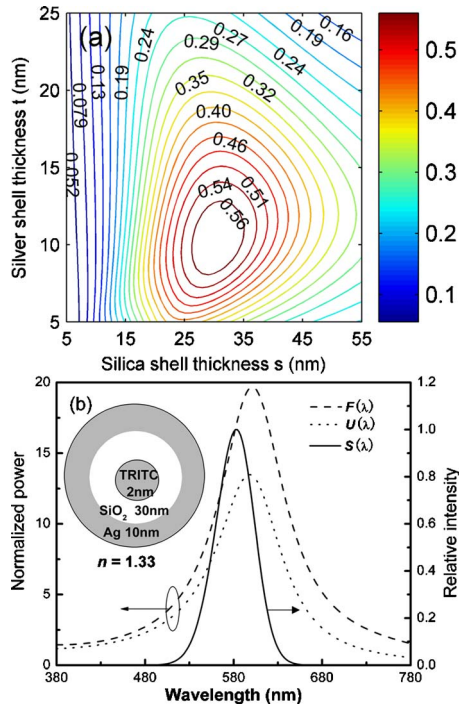 (a)
25
20
15
10
5
Silver shell thickness t (nm)
0.052
0.079
0.13
0.19
0.24
0.29
0.35
0.40
0.46
0.54
0.56
0.51
0.32
0.27
0.24
0.19
0.16
5 15 25 35 45 55
Silica shell thickness s (nm)
0.5
0.4
0.3
0.2
0.1
(b)
20
15
10
5
0
Normalized power
TRITC
2nm
SiO2 30nm
Ag 10nm
n = 1.33
F(λ)
U(λ)
S(λ)
1.2
1.0
0.8
0.6
0.4
0.2
0.0
Relative intensity
380 480 580 680 780
Wavelength (nm)